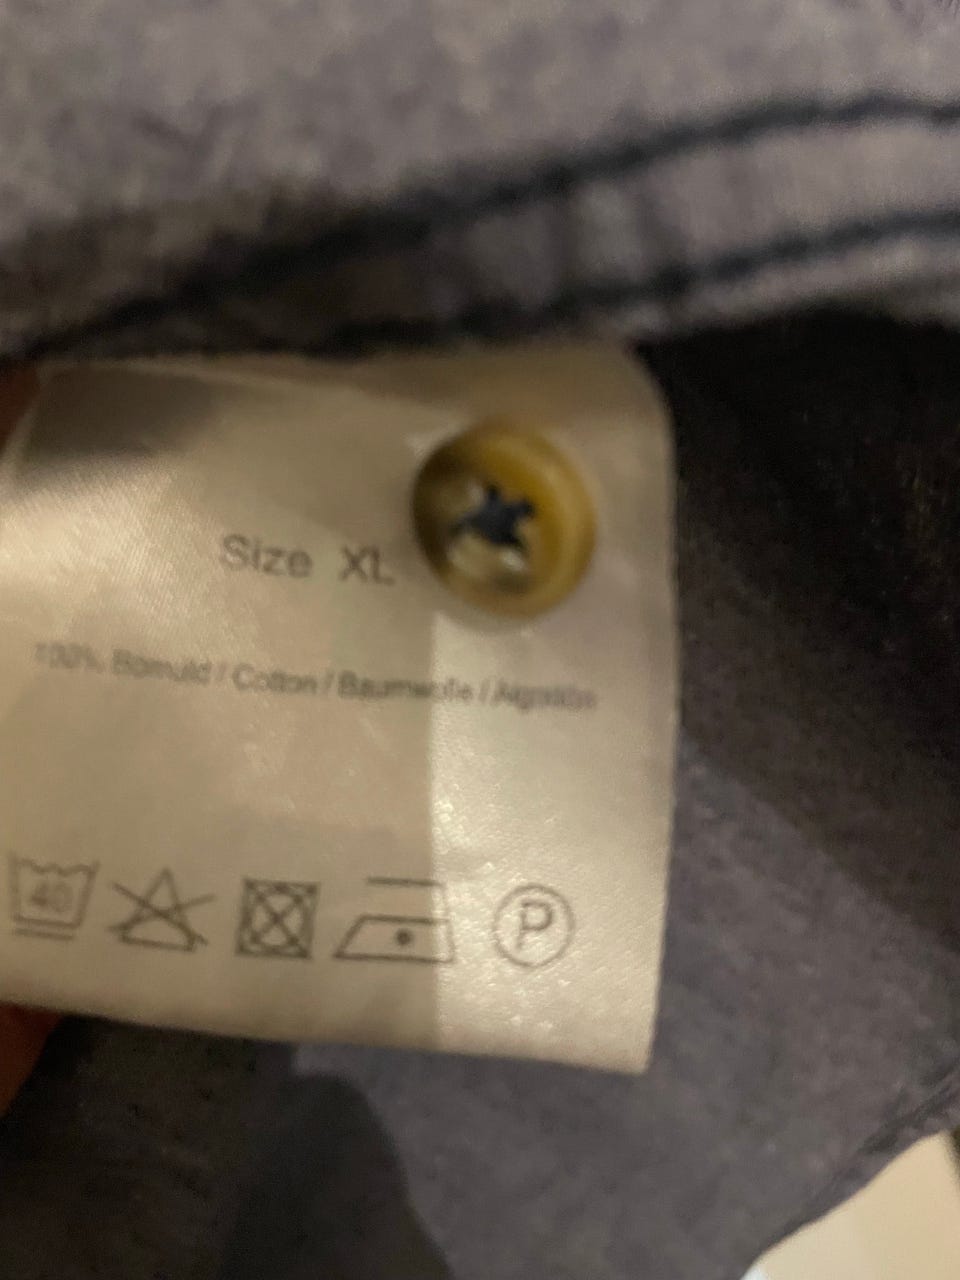 Size XL
100% Bomuld / Cotton / Baumwolle / Algodón
40 P